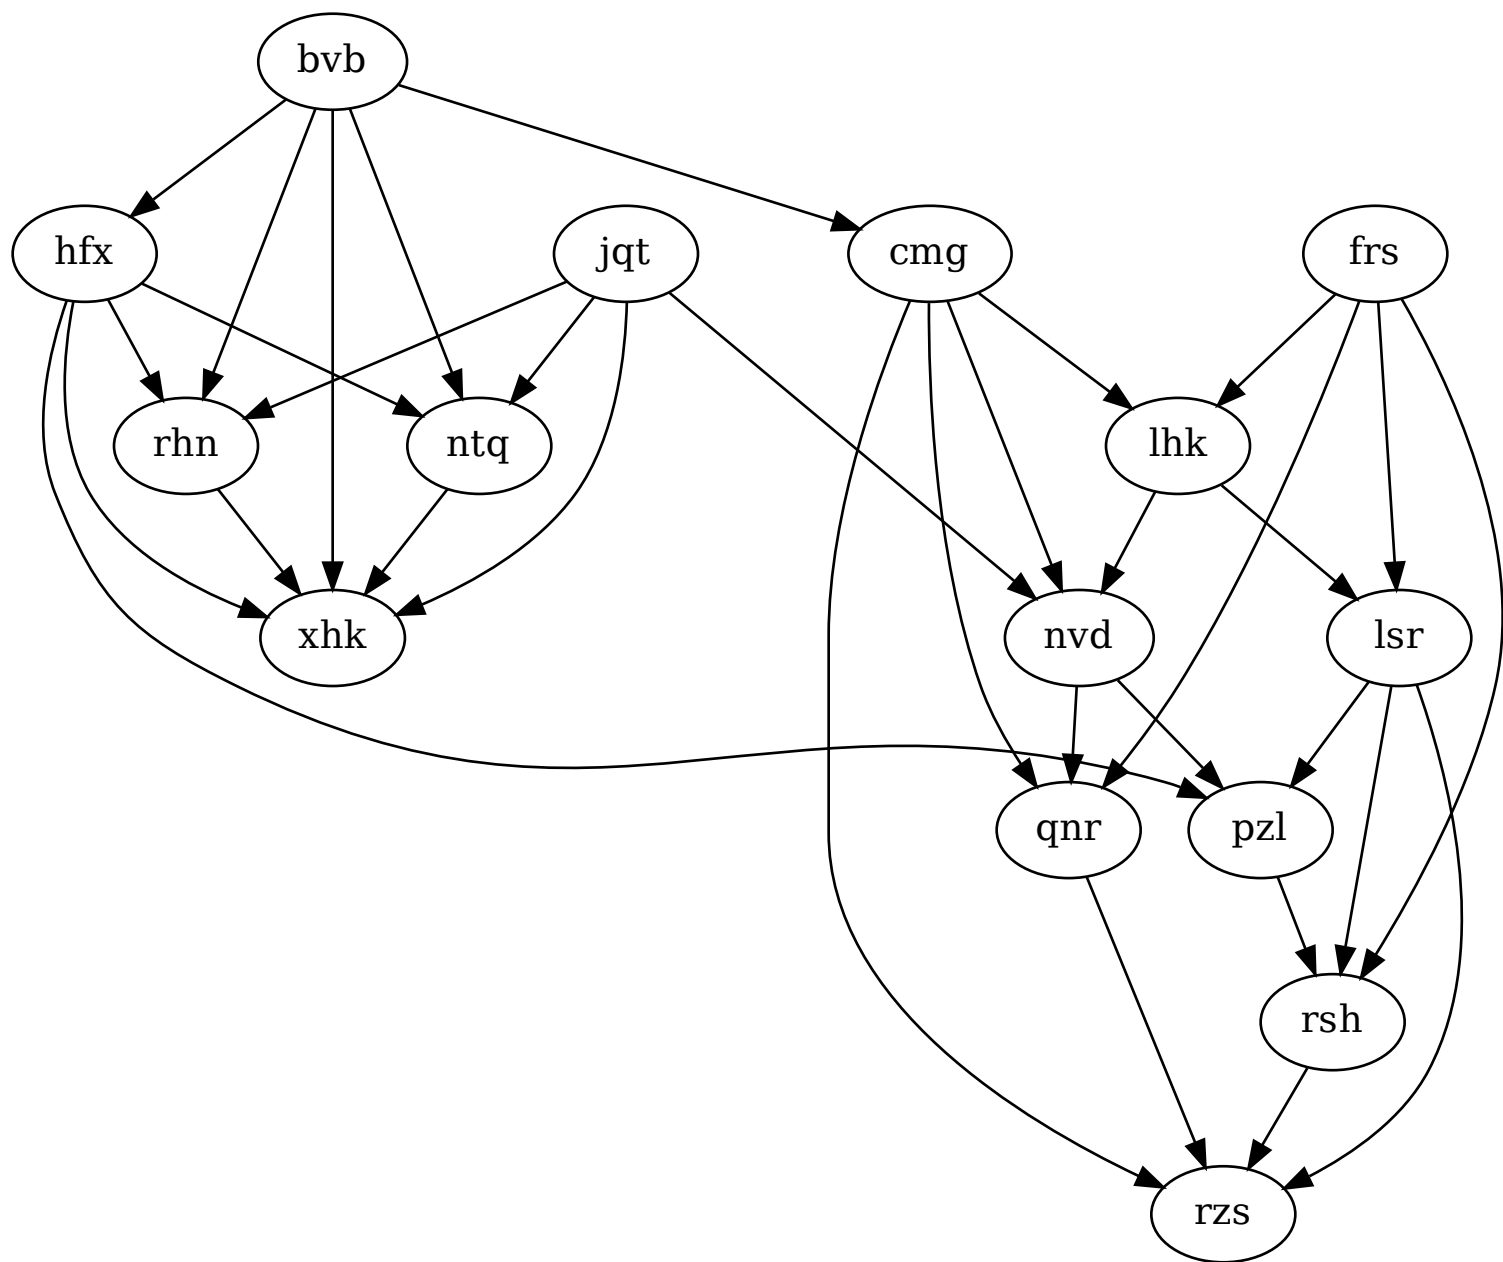 bvb
hfx
jqt
cmg
frs
rhn
ntq
lhk
xhk
nvd
lsr
qnr
pzl
rsh
rzs